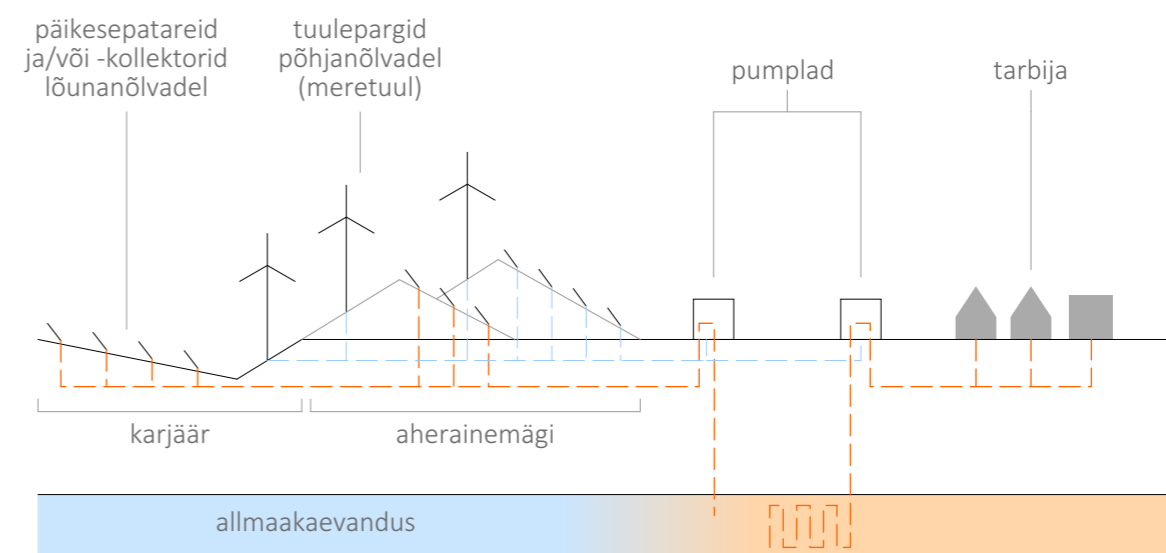 päikesepatareid
ja/või -kollektorid
lõunanõlvadel
tuulepargid
põhjanõlvadel
(meretuul)
pumplad
tarbija
karjäär
aherainemägi
allmaakaevandus